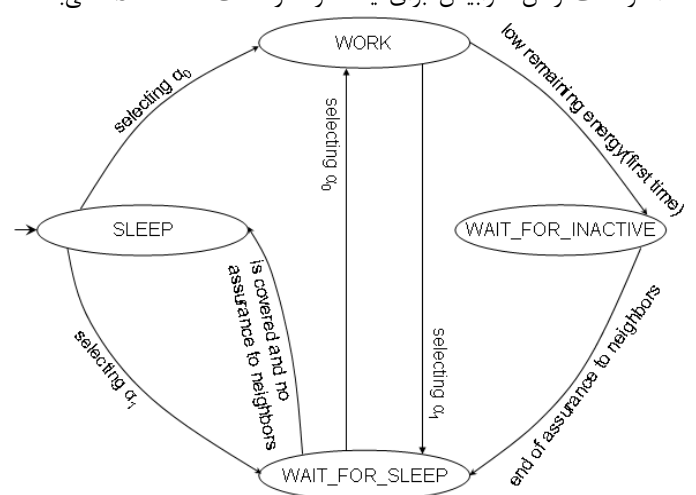 WORK
low remaining energy(first time)
selecting α₀
selecting α₀
SLEEP
WAIT_FOR_INACTIVE
is covered and no
assurance to neighbors
selecting α₁
selecting α₁
end of assurance to neighbors
WAIT_FOR_SLEEP